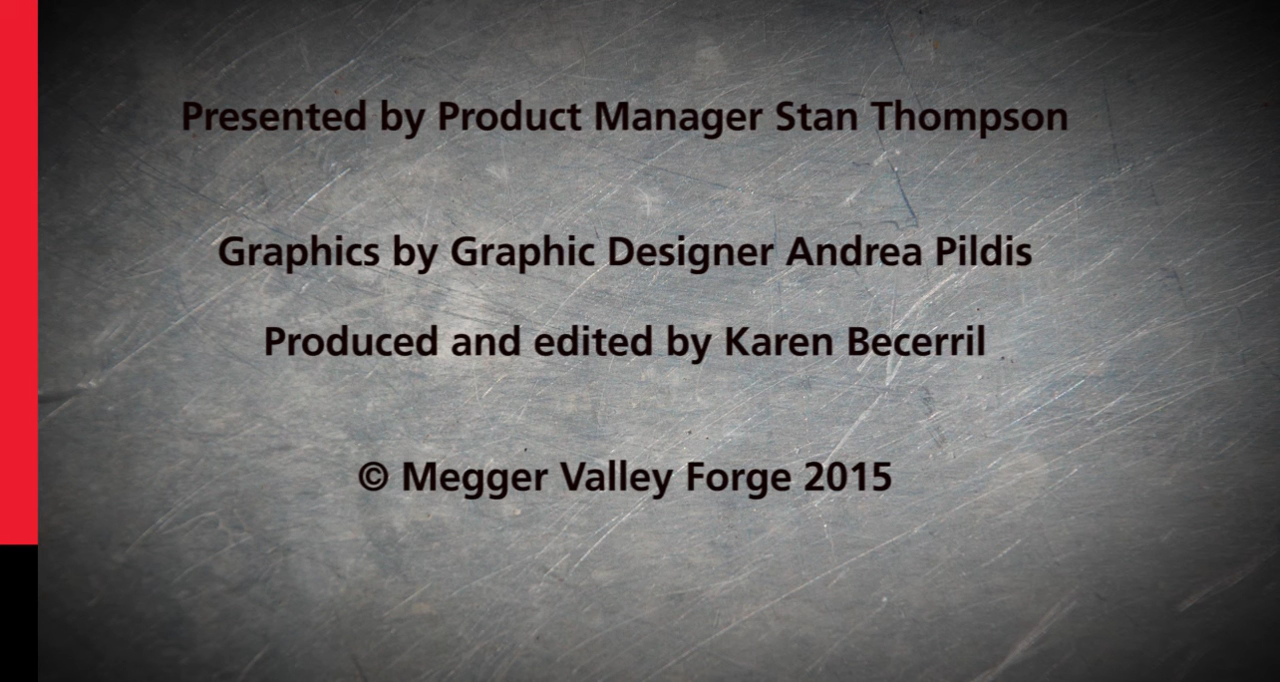 Presented by Product Manager Stan Thompson
Graphics by Graphic Designer Andrea Pildis
Produced and edited by Karen Becerril
© Megger Valley Forge 2015